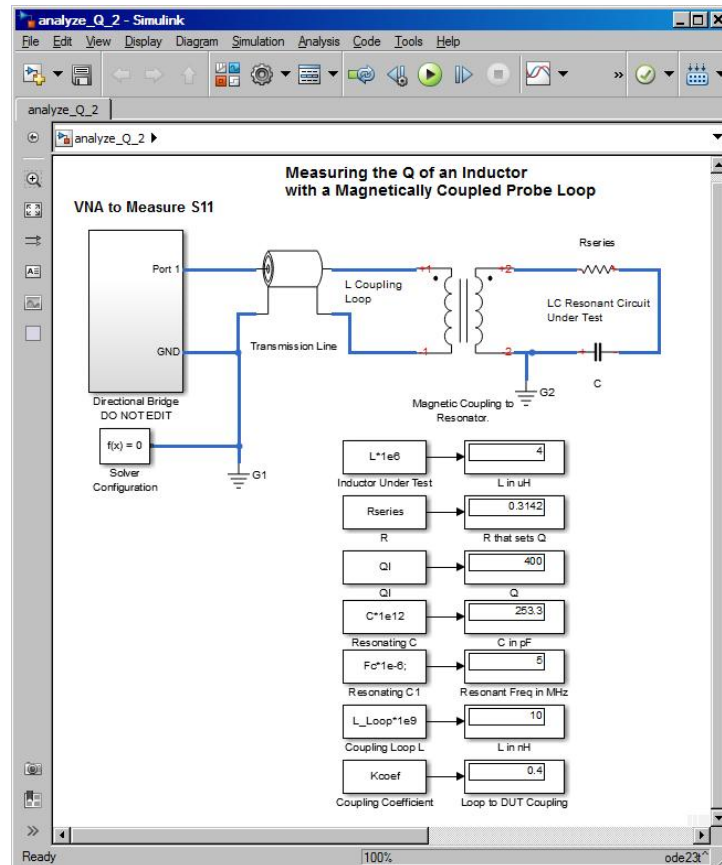 analyze_Q_2 - Simulink
File Edit View Display Diagram Simulation Analysis Code Tools Help
»
analyze_Q_2
analyze_Q_2
Measuring the Q of an Inductor
with a Magnetically Coupled Probe Loop
VNA to Measure S11
Port 1
GND
Directional Bridge
DO NOT EDIT
Transmission Line
L Coupling
Loop
+1
-1
+2
-2
Rseries
+
LC Resonant Circuit
Under Test
+
-
C
G2
Magnetic Coupling to
Resonator.
f(x) = 0
Solver
Configuration
G1
L*1e6
4
Inductor Under Test
L in uH
Rseries
0.3142
R
R that sets Q
Ql
400
Ql
Q
C*1e12
253.3
Resonating C
C in pF
Fc*1e-6;
5
Resonating C1
Resonant Freq in MHz
L_Loop*1e9
10
Coupling Loop L
L in nH
Kcoef
0.4
Coupling Coefficient
Loop to DUT Coupling
»
Ready
100%
ode23t